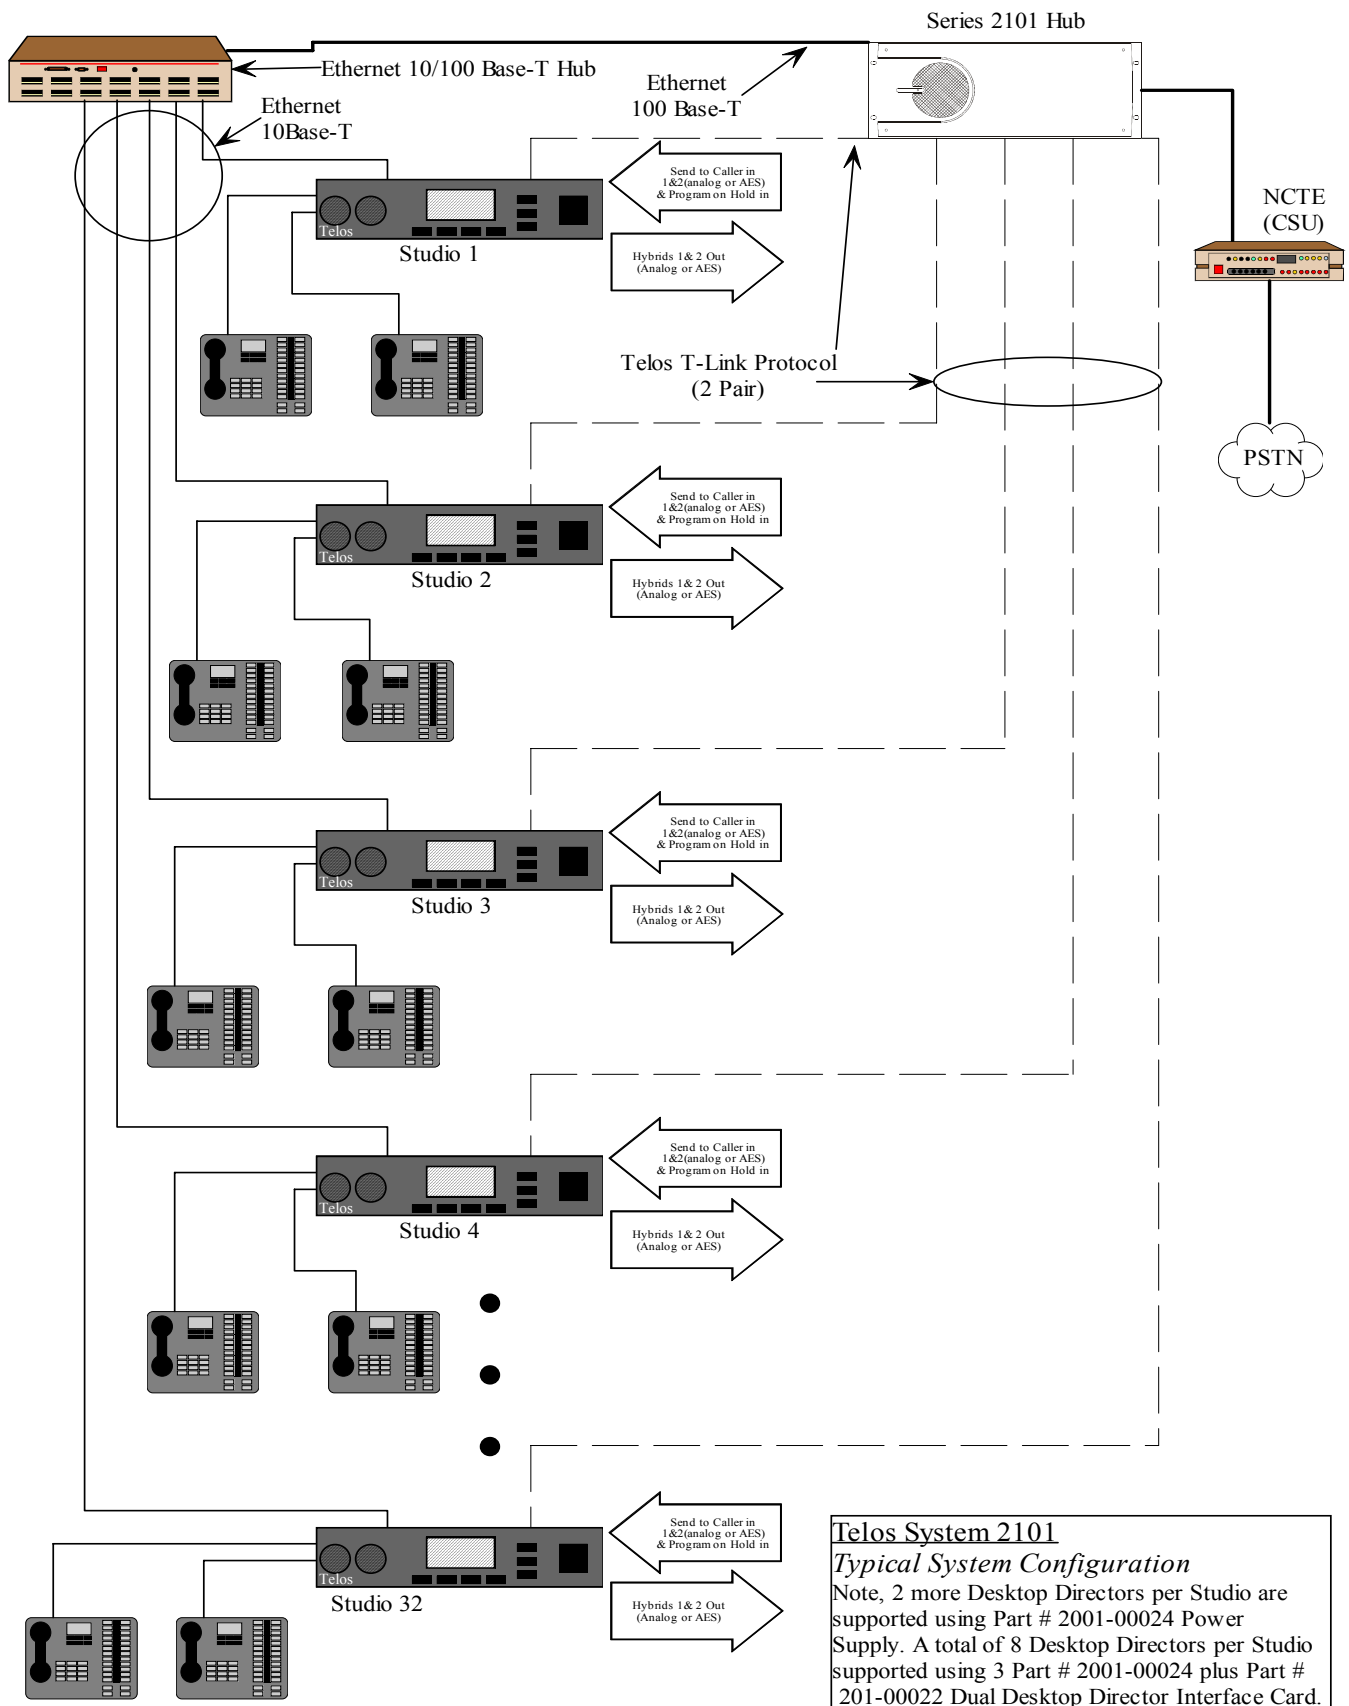 Series 2101 Hub
Ethernet 10/100 Base-T Hub
Ethernet
100 Base-T
Ethernet
10Base-T
Send to Caller in
1&2(analog or AES)
& Program on Hold in
NCTE
(CSU)
Telos
Studio 1
Hybrids 1& 2 Out
(Analog or AES)
Telos T-Link Protocol
(2 Pair)
PSTN
Send to Caller in
1&2(analog or AES)
& Program on Hold in
Telos
Studio 2
Hybrids 1& 2 Out
(Analog or AES)
Send to Caller in
1&2(analog or AES)
& Program on Hold in
Telos
Studio 3
Hybrids 1& 2 Out
(Analog or AES)
Send to Caller in
1&2(analog or AES)
& Program on Hold in
Telos
Studio 4
Hybrids 1& 2 Out
(Analog or AES)
Send to Caller in
1&2(analog or AES)
& Program on Hold in
Telos
Studio 32
Hybrids 1& 2 Out
(Analog or AES)
Telos System 2101
Typical System Configuration
Note, 2 more Desktop Directors per Studio are
supported using Part # 2001-00024 Power
Supply. A total of 8 Desktop Directors per Studio
supported using 3 Part # 2001-00024 plus Part #
201-00022 Dual Desktop Director Interface Card.